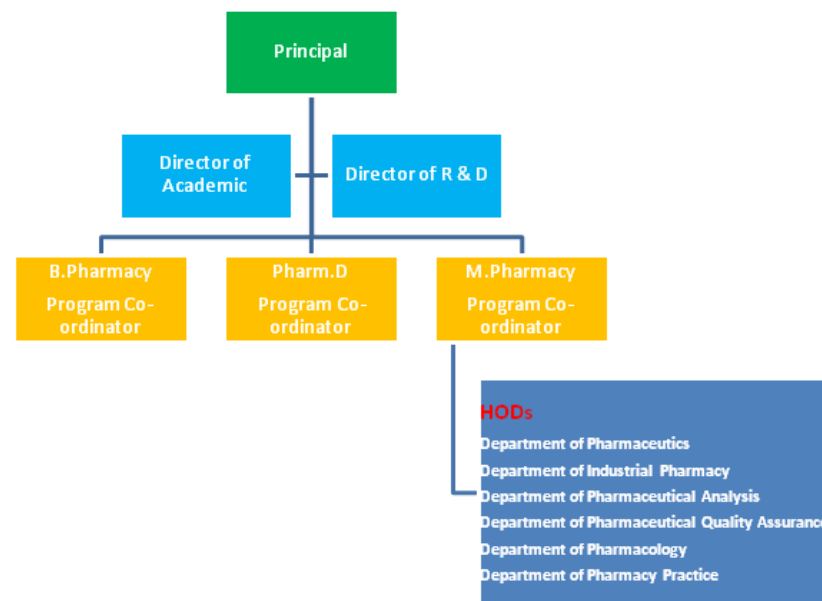 Principal
Director of
Academic
Director of R & D
B.Pharmacy
Program Co-
ordinator
Pharm.D
Program Co-
ordinator
M.Pharmacy
Program Co-
ordinator
HODs
Department of Pharmaceutics
Department of Industrial Pharmacy
Department of Pharmaceutical Analysis
Department of Pharmaceutical Quality Assurance
Department of Pharmacology
Department of Pharmacy Practice